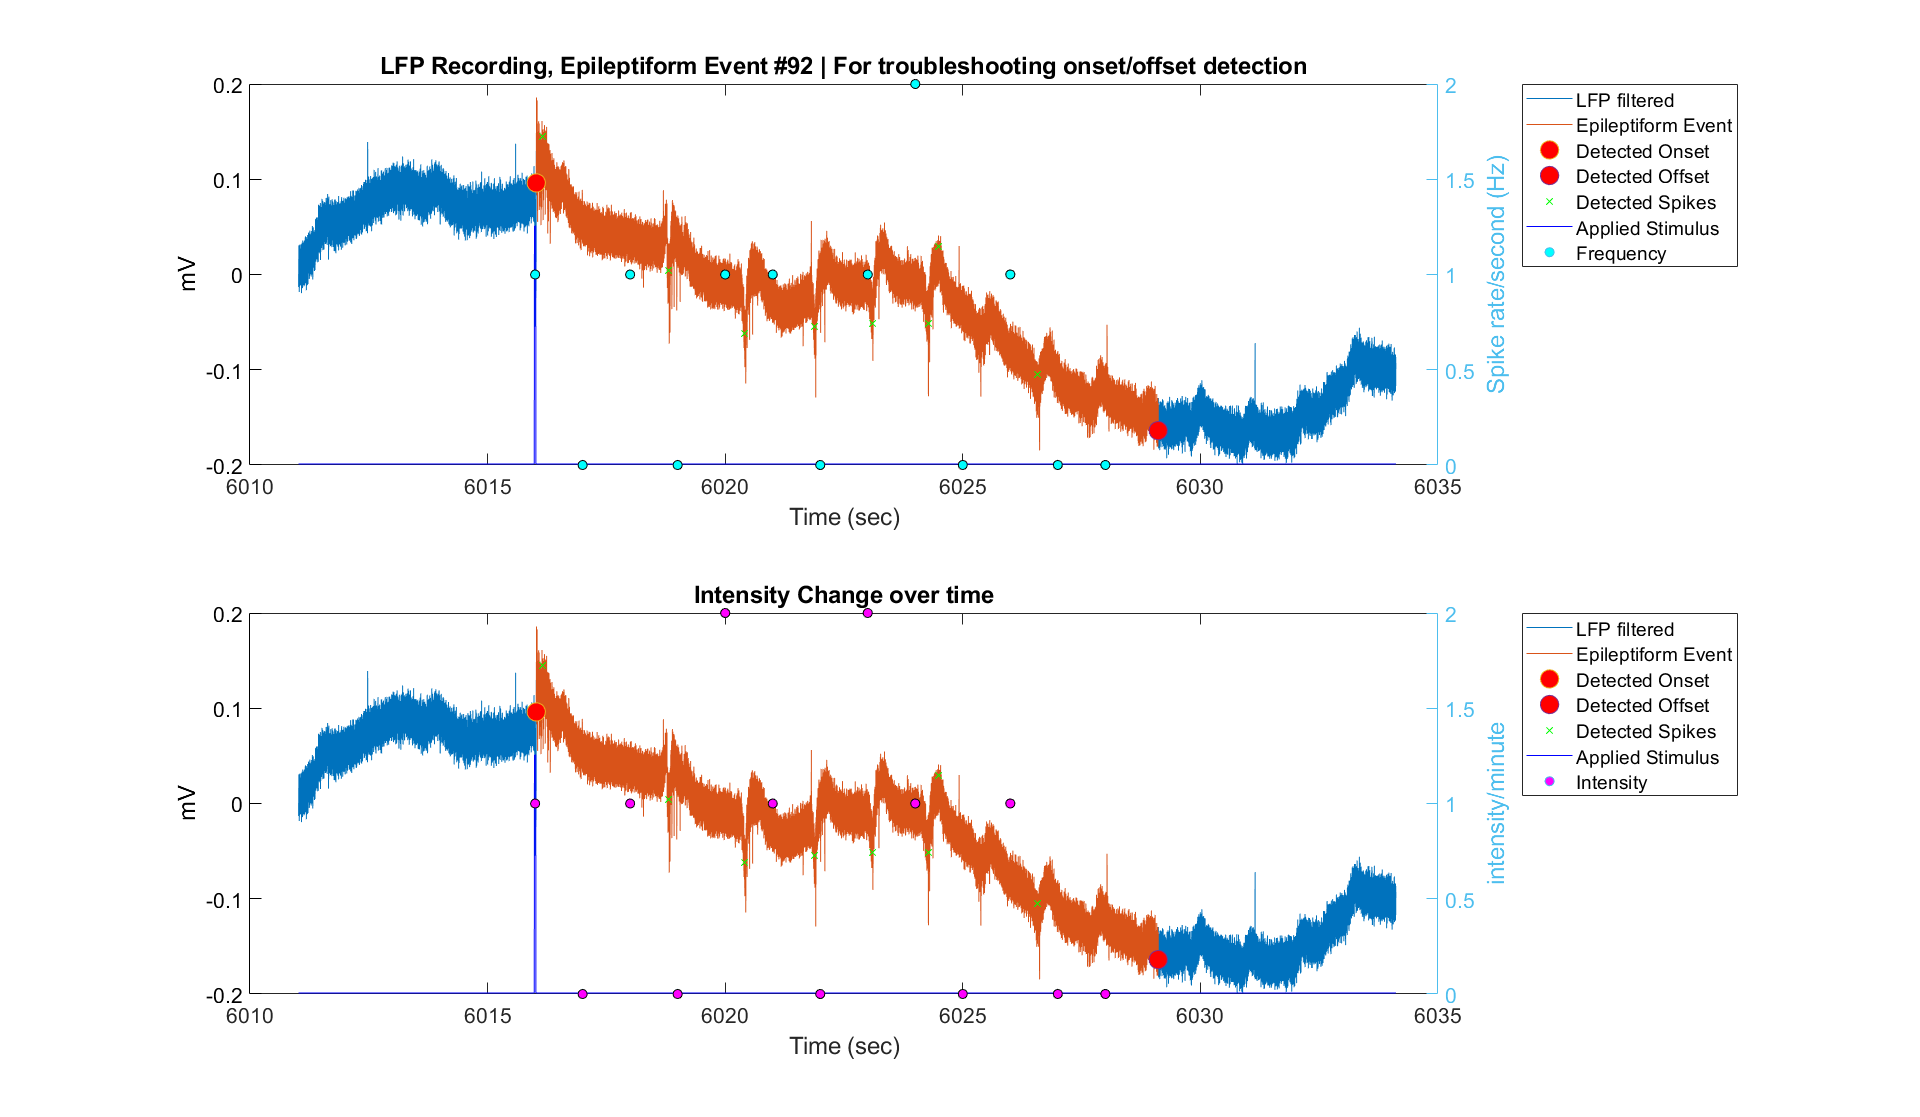 LFP Recording, Epileptiform Event #92 | For troubleshooting onset/offset detection
0.2
0.1
0
-0.1
-0.2
mV
6010 6015 6020 6025 6030 6035
Time (sec)
2
1.5
1
0.5
0
Spike rate/second (Hz)
LFP filtered
Epileptiform Event
Detected Onset
Detected Offset
Detected Spikes
Applied Stimulus
Frequency
Intensity Change over time
0.2
0.1
0
-0.1
-0.2
mV
6010 6015 6020 6025 6030 6035
Time (sec)
2
1.5
1
0.5
0
intensity/minute
LFP filtered
Epileptiform Event
Detected Onset
Detected Offset
Detected Spikes
Applied Stimulus
Intensity